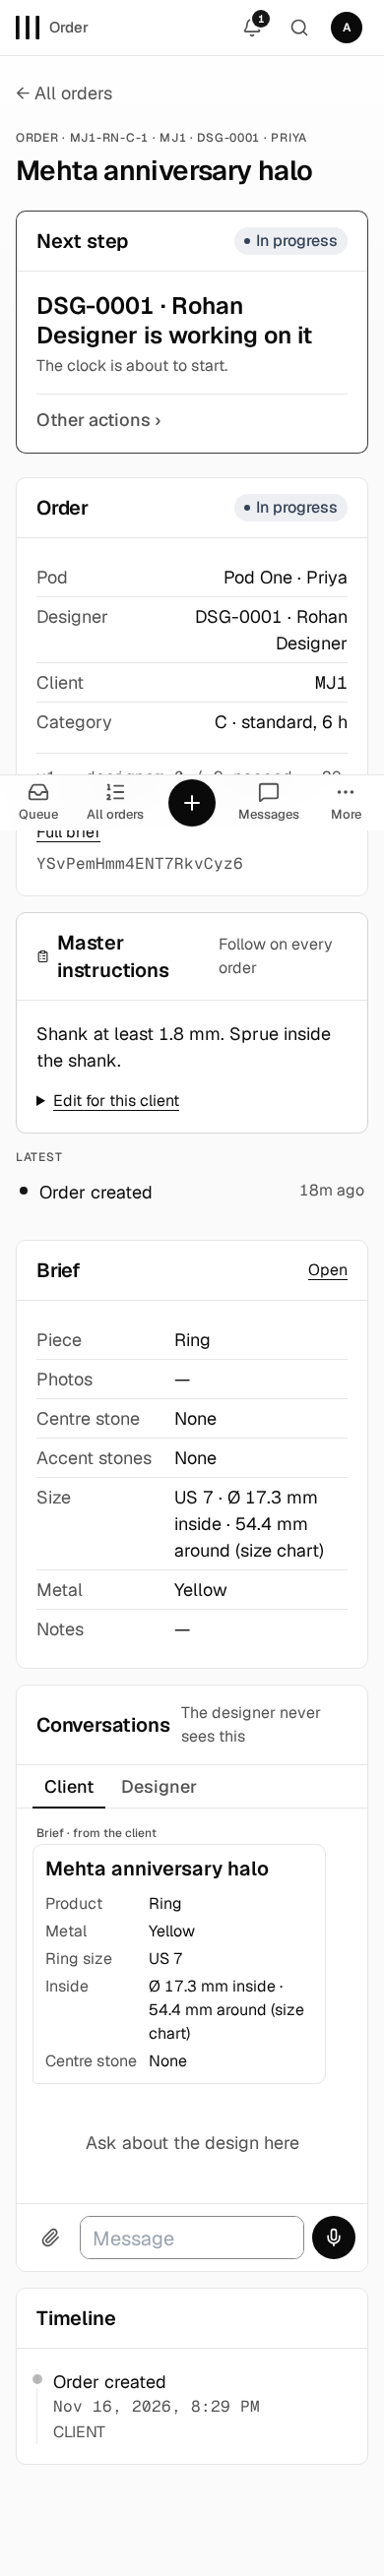 Order
1
A
← All orders
ORDER · MJ1-RN-C-1 · MJ1 · DSG-0001 · PRIYA
Mehta anniversary halo
Next step
In progress
DSG-0001 · Rohan
Designer is working on it
The clock is about to start.
Other actions ›
Order
In progress
Pod
Pod One · Priya
Designer
DSG-0001 · Rohan
Designer
Client
MJ1
Category
C · standard, 6 h
Queue
All orders
Messages
More
Full brief
YSvPemHmm4ENT7RkvCyz6
Master
instructions
Follow on every
order
Shank at least 1.8 mm. Sprue inside
the shank.
Edit for this client
LATEST
Order created
18m ago
Brief
Open
Piece
Ring
Photos
—
Centre stone
None
Accent stones
None
Size
US 7 · Ø 17.3 mm
inside · 54.4 mm
around (size chart)
Metal
Yellow
Notes
—
Conversations
The designer never
sees this
Client
Designer
Brief · from the client
Mehta anniversary halo
Product
Ring
Metal
Yellow
Ring size
US 7
Inside
Ø 17.3 mm inside ·
54.4 mm around (size
chart)
Centre stone
None
Ask about the design here
Message
Timeline
Order created
Nov 16, 2026, 8:29 PM
CLIENT